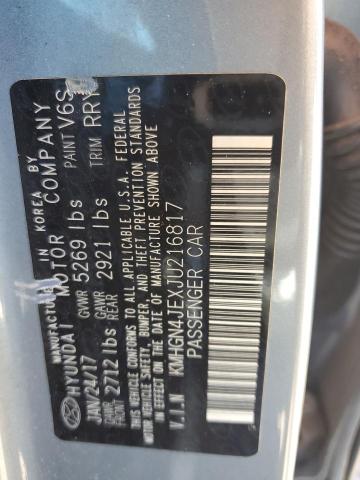 MANUFACTURED IN KOREA BY
HYUNDAI MOTOR COMPANY
JAN/24/17 GVWR 5269 lbs PAINT V6S
GAWR FRONT 2712 lbs GAWR REAR 2921 lbs TRIM RRY
THIS VEHICLE CONFORMS TO ALL APPLICABLE U.S.A. FEDERAL
MOTOR VEHICLE SAFETY, BUMPER, AND THEFT PREVENTION STANDARDS
IN EFFECT ON THE DATE OF MANUFACTURE SHOWN ABOVE.
V.I.N KMHGN4JEXJU216817
PASSENGER CAR